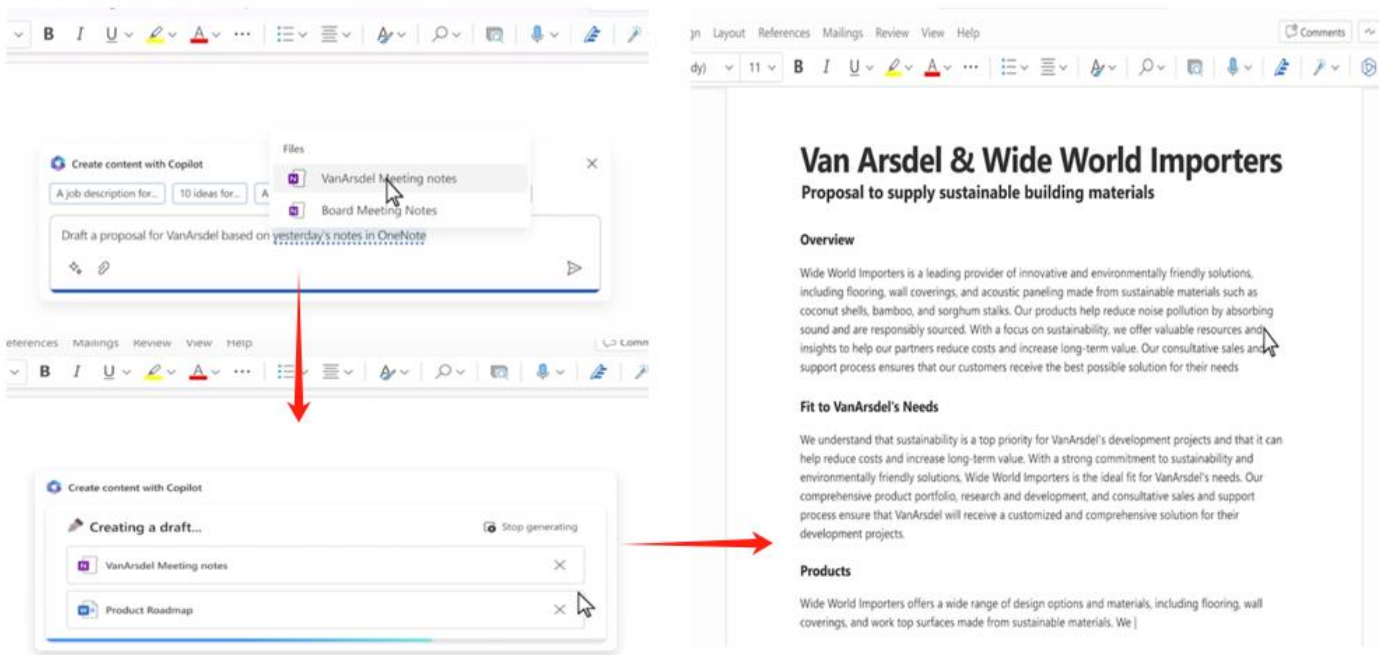 B I U A ...
Files
Create content with Copilot
VanArsdel Meeting notes
A job description for... 10 ideas for... A
Board Meeting Notes
Draft a proposal for VanArsdel based on yesterday's notes in OneNote
eferences Mailings Review View Help Comm
B I U A ...
Create content with Copilot
Creating a draft... Stop generating
VanArsdel Meeting notes
Product Roadmap
gn Layout References Mailings Review View Help Comments
dy) 11 B I U A ...
Van Arsdel & Wide World Importers
Proposal to supply sustainable building materials
Overview
Wide World Importers is a leading provider of innovative and environmentally friendly solutions,
including flooring, wall coverings, and acoustic paneling made from sustainable materials such as
coconut shells, bamboo, and sorghum stalks. Our products help reduce noise pollution by absorbing
sound and are responsibly sourced. With a focus on sustainability, we offer valuable resources and
insights to help our partners reduce costs and increase long-term value. Our consultative sales and
support process ensures that our customers receive the best possible solution for their needs
Fit to VanArsdel's Needs
We understand that sustainability is a top priority for VanArsdel's development projects and that it can
help reduce costs and increase long-term value. With a strong commitment to sustainability and
environmentally friendly solutions, Wide World Importers is the ideal fit for VanArsdel's needs. Our
comprehensive product portfolio, research and development, and consultative sales and support
process ensure that VanArsdel will receive a customized and comprehensive solution for their
development projects.
Products
Wide World Importers offers a wide range of design options and materials, including flooring, wall
coverings, and work top surfaces made from sustainable materials. We